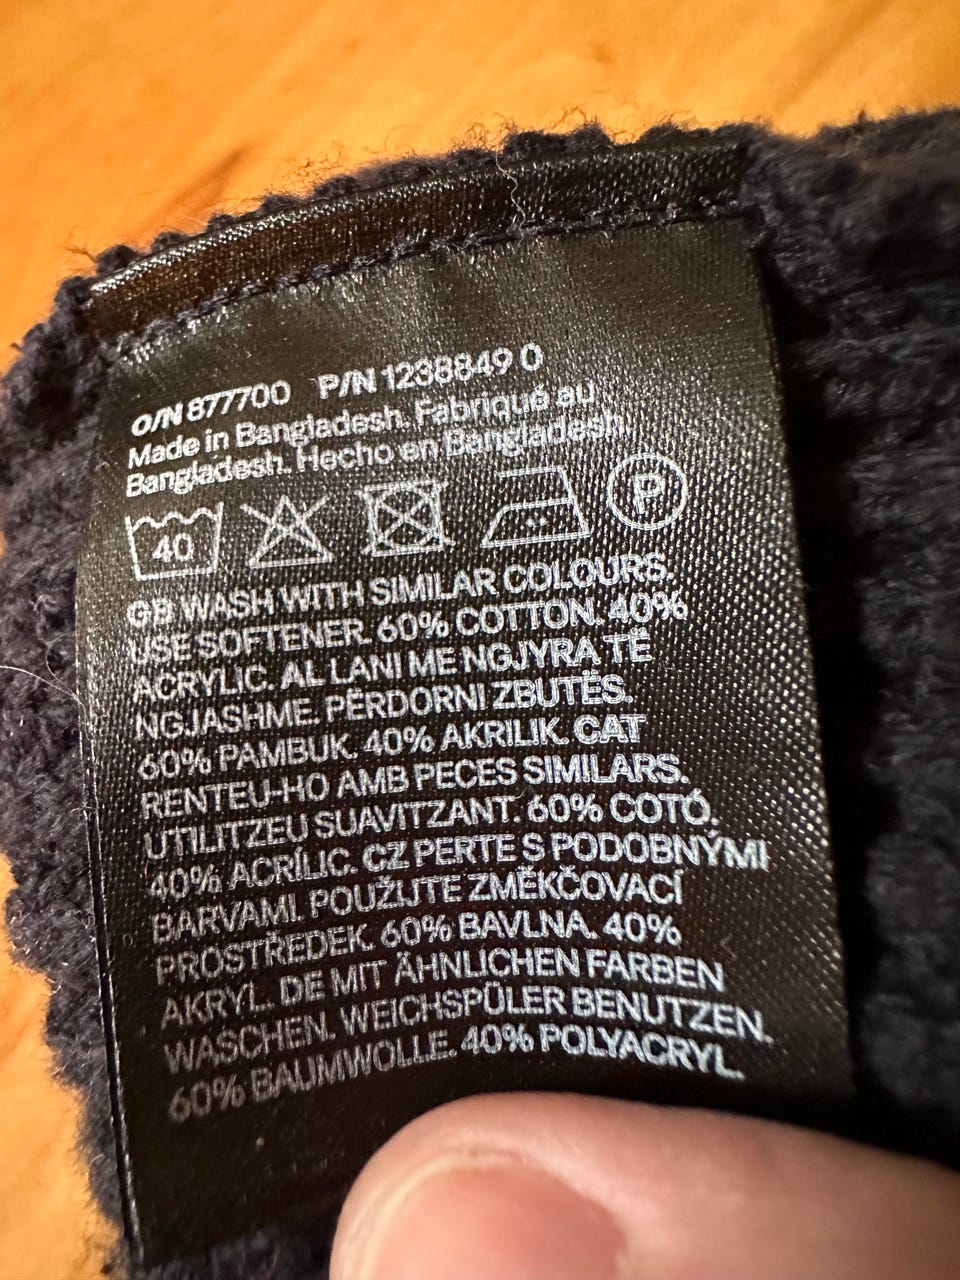 O/N 877700 P/N 1238849 0
Made in Bangladesh. Fabriqué au
Bangladesh. Hecho en Bangladesh.
40 P
GB WASH WITH SIMILAR COLOURS.
USE SOFTENER. 60% COTTON. 40%
ACRYLIC. AL LANI ME NGJYRA TË
NGJASHME. PËRDORNI ZBUTËS.
60% PAMBUK. 40% AKRILIK. CAT
RENTEU-HO AMB PECES SIMILARS.
UTILITZEU SUAVITZANT. 60% COTÓ.
40% ACRÍLIC. CZ PERTE S PODOBNÝMI
BARVAMI. POUŽIJTE ZMĚKČOVACÍ
PROSTŘEDEK. 60% BAVLNA. 40%
AKRYL. DE MIT ÄHNLICHEN FARBEN
WASCHEN. WEICHSPÜLER BENUTZEN.
60% BAUMWOLLE. 40% POLYACRYL.